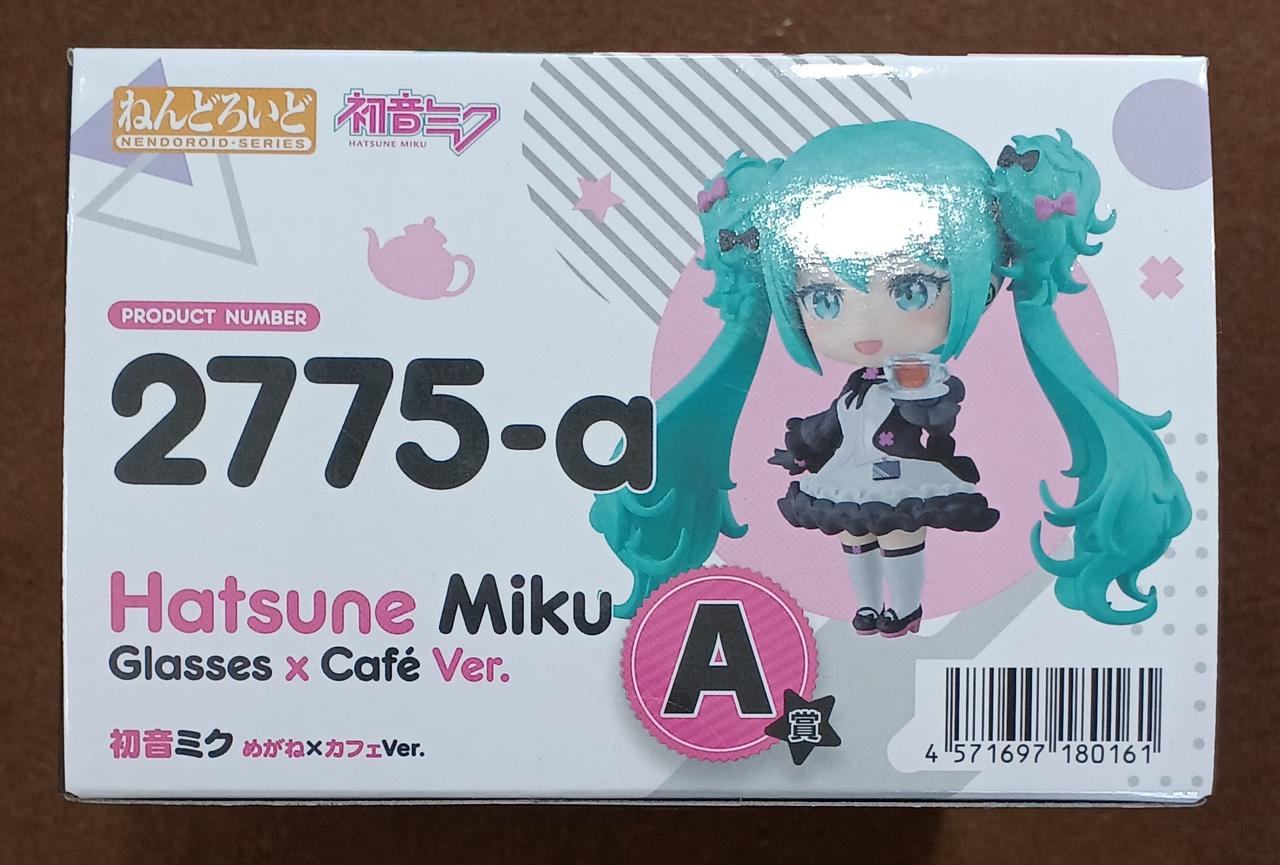 ねんどろいど
NENDOROID·SERIES
初音ミク
HATSUNE MIKU
PRODUCT NUMBER
2775-a
Hatsune Miku
Glasses x Café Ver.
初音ミク めがね×カフェVer.
A
賞
4 571697 180161